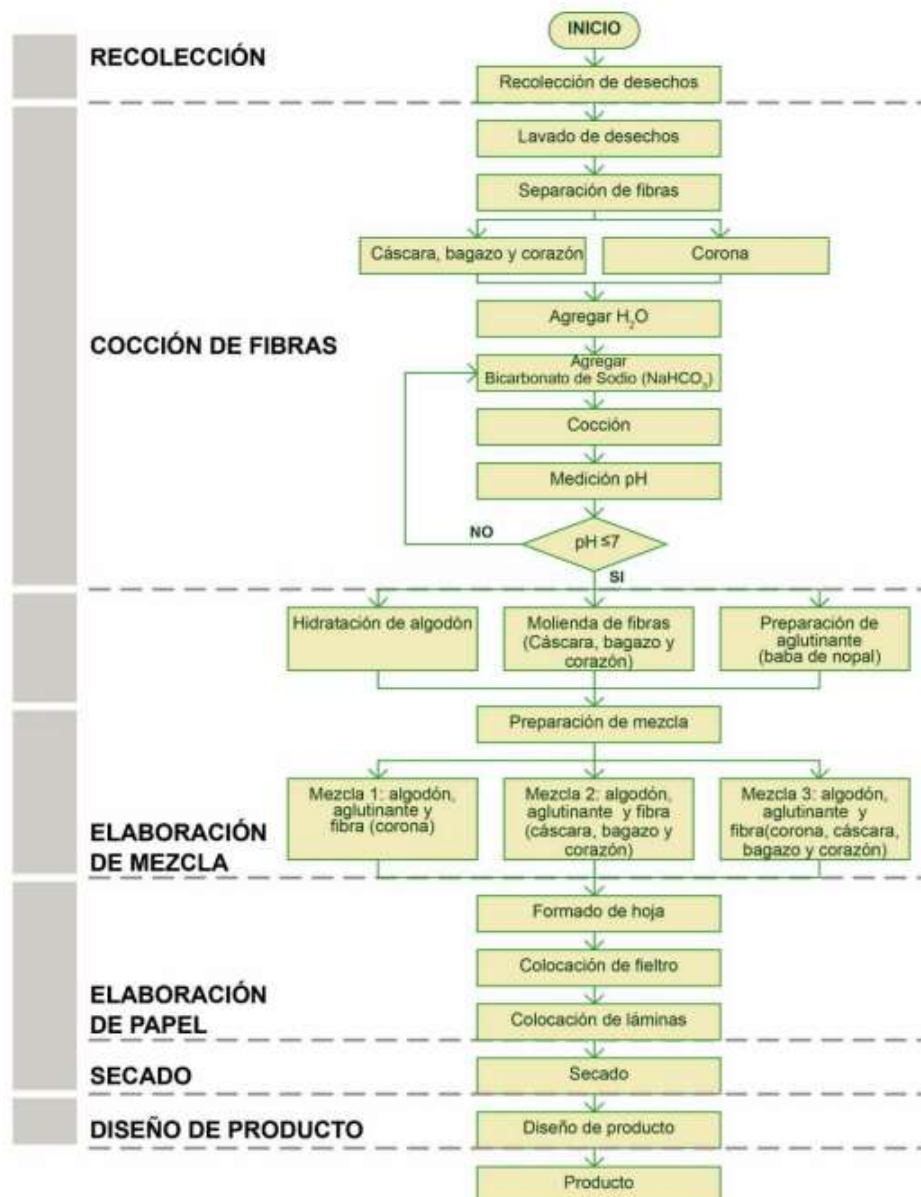 INICIO
RECOLECCIÓN
Recolección de desechos
Lavado de desechos
Separación de fibras
Cáscara, bagazo y corazón
Corona
Agregar H₂O
COCCIÓN DE FIBRAS
Agregar
Bicarbonato de Sodio (NaHCO₃)
Cocción
Medición pH
NO
pH ≤7
SI
Hidratación de algodón
Molienda de fibras
(Cáscara, bagazo y
corazón)
Preparación de
aglutinante
(baba de nopal)
Preparación de mezcla
Mezcla 1: algodón,
aglutinante y
fibra (corona)
Mezcla 2: algodón,
aglutinante y fibra
(cáscara, bagazo y
corazón)
Mezcla 3: algodón,
aglutinante y
fibra(corona, cáscara,
bagazo y corazón)
ELABORACIÓN
DE MEZCLA
Formado de hoja
Colocación de fieltro
ELABORACIÓN
DE PAPEL
Colocación de láminas
SECADO
Secado
DISEÑO DE PRODUCTO
Diseño de producto
Producto